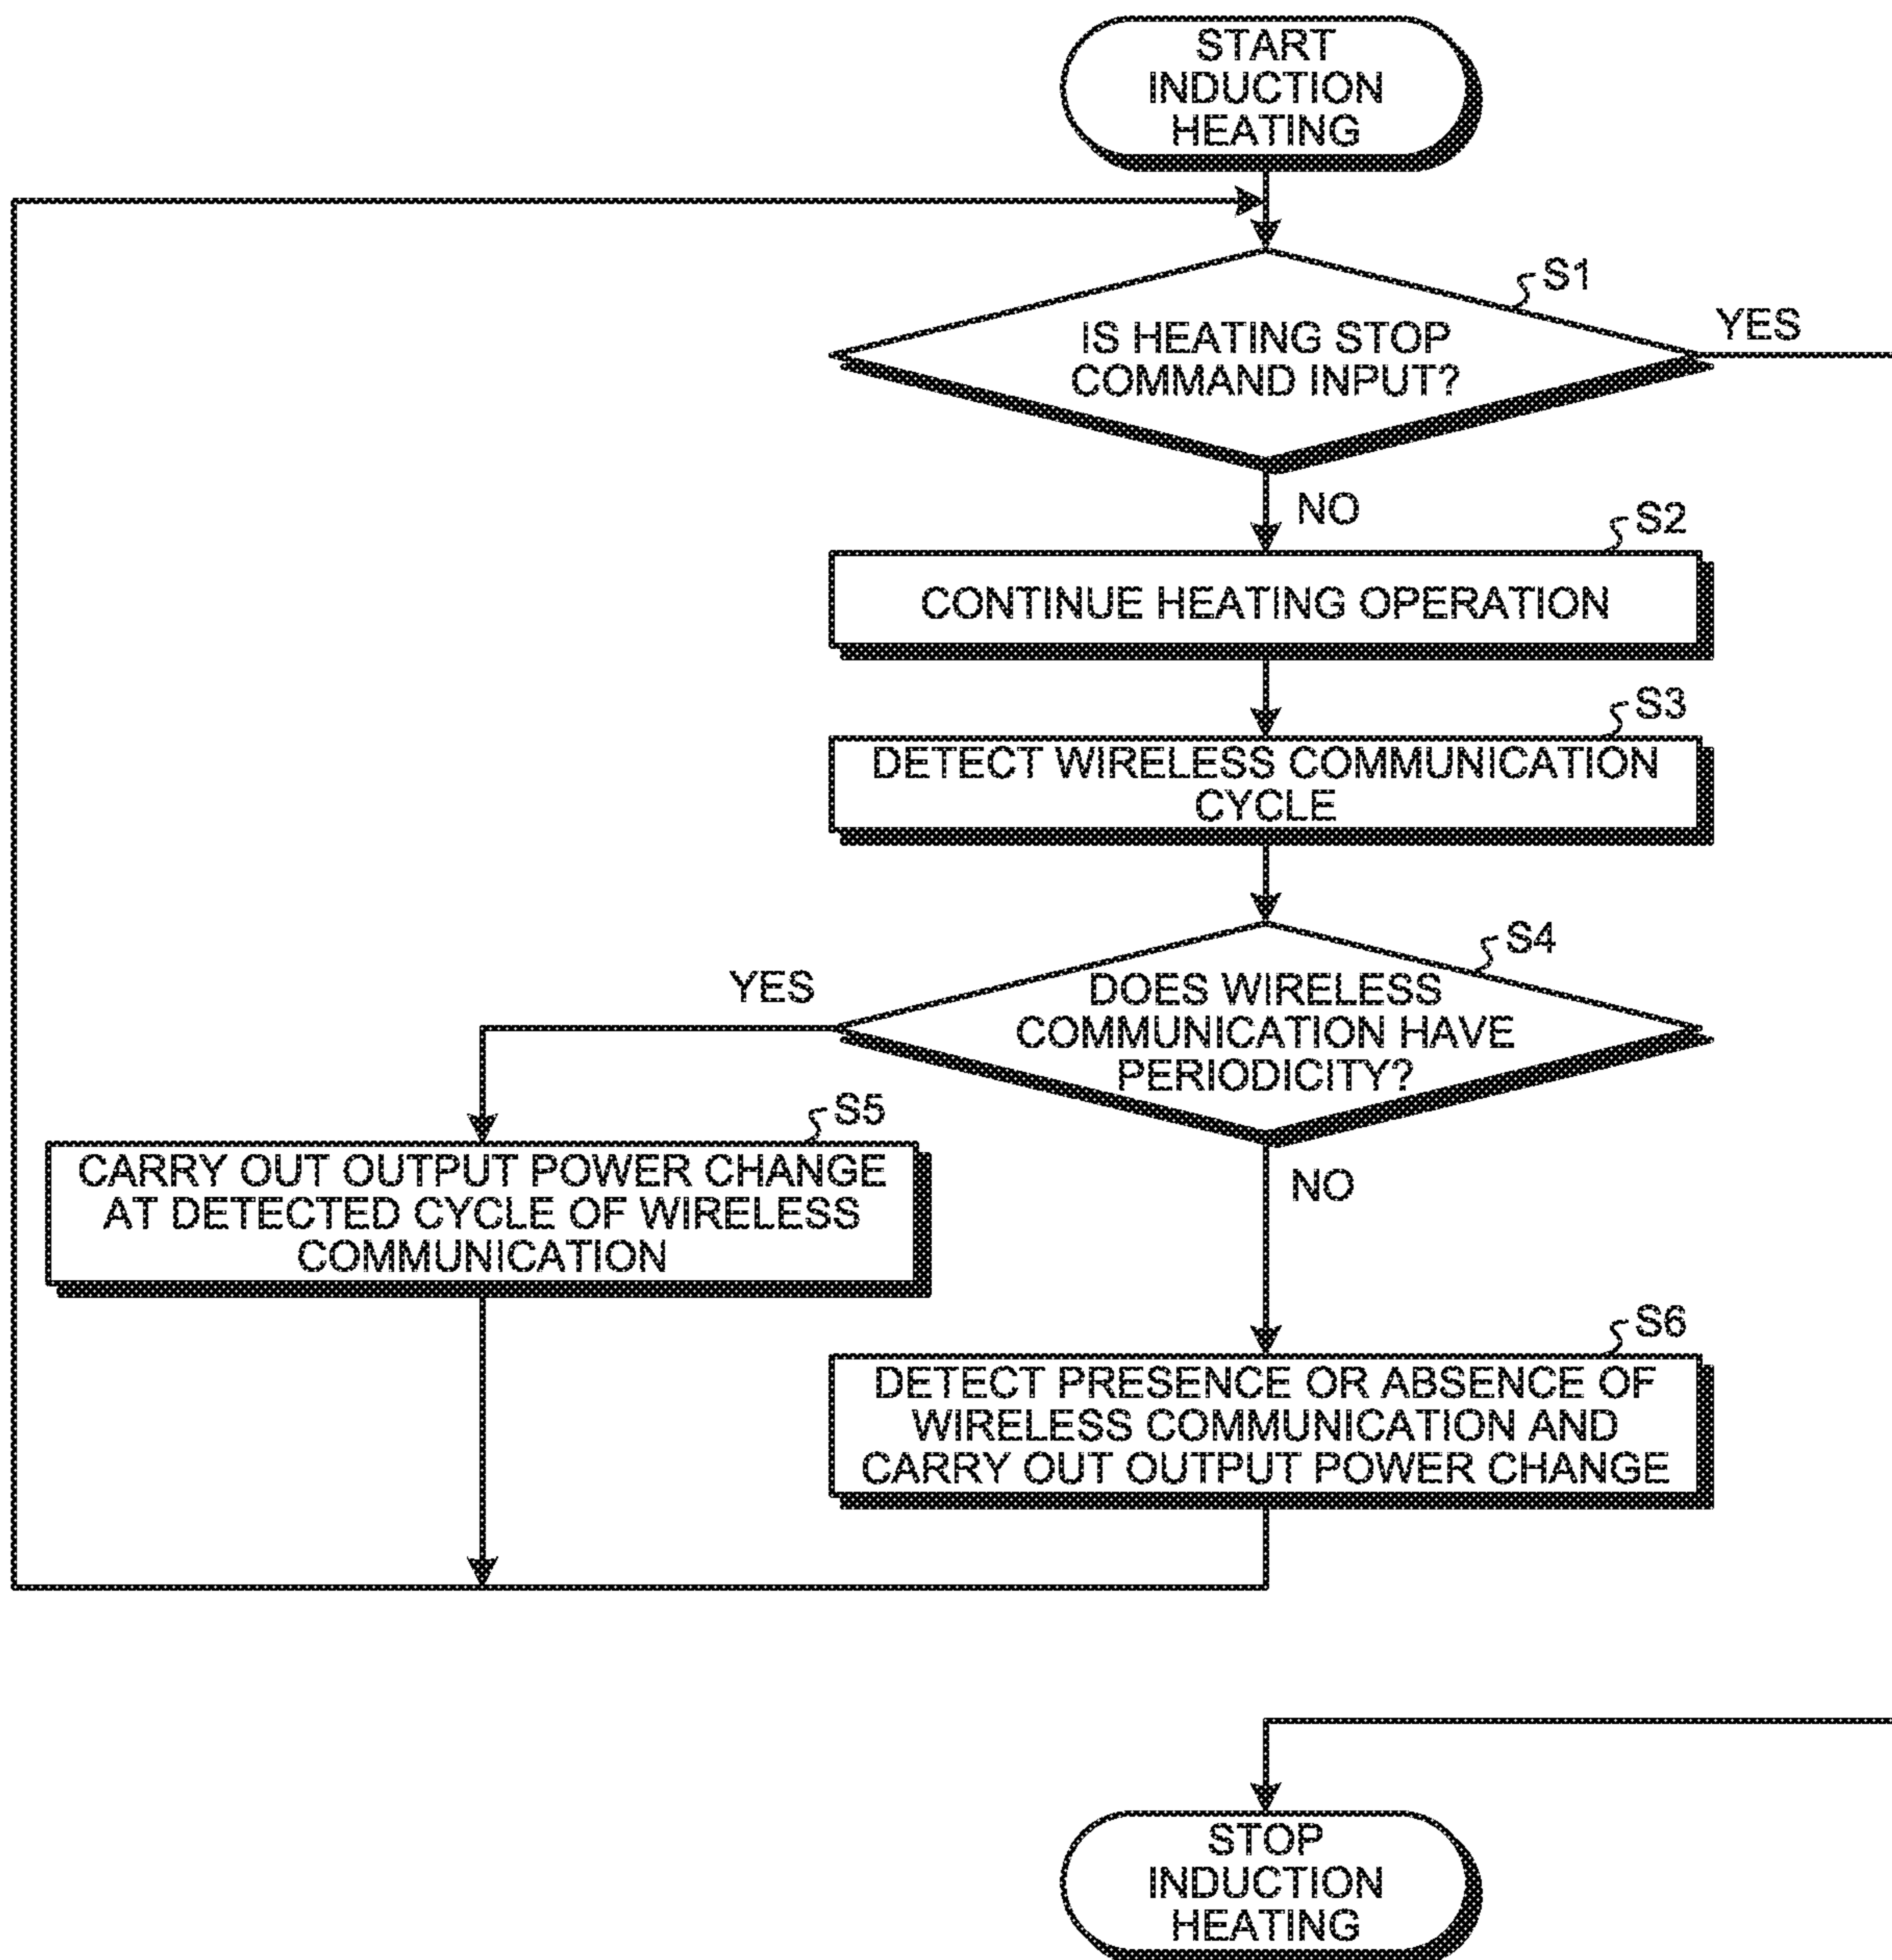 START
INDUCTION
HEATING
S1
YES
IS HEATING STOP
COMMAND INPUT?
NO
S2
CONTINUE HEATING OPERATION
S3
DETECT WIRELESS COMMUNICATION
CYCLE
S4
YES
DOES WIRELESS
COMMUNICATION HAVE
PERIODICITY?
S5
CARRY OUT OUTPUT POWER CHANGE
AT DETECTED CYCLE OF WIRELESS
COMMUNICATION
NO
S6
DETECT PRESENCE OR ABSENCE OF
WIRELESS COMMUNICATION AND
CARRY OUT OUTPUT POWER CHANGE
STOP
INDUCTION
HEATING